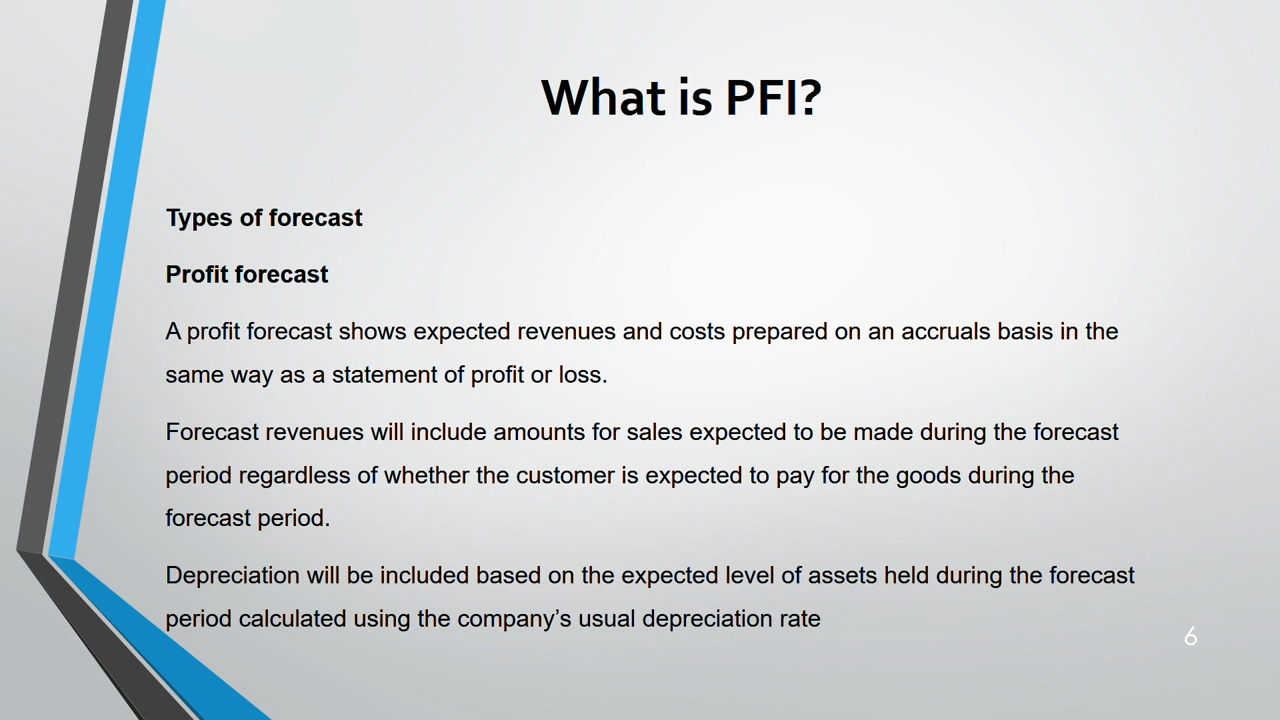 What is PFI?
Types of forecast
Profit forecast
A profit forecast shows expected revenues and costs prepared on an accruals basis in the
same way as a statement of profit or loss.
Forecast revenues will include amounts for sales expected to be made during the forecast
period regardless of whether the customer is expected to pay for the goods during the
forecast period.
Depreciation will be included based on the expected level of assets held during the forecast
period calculated using the company’s usual depreciation rate
6